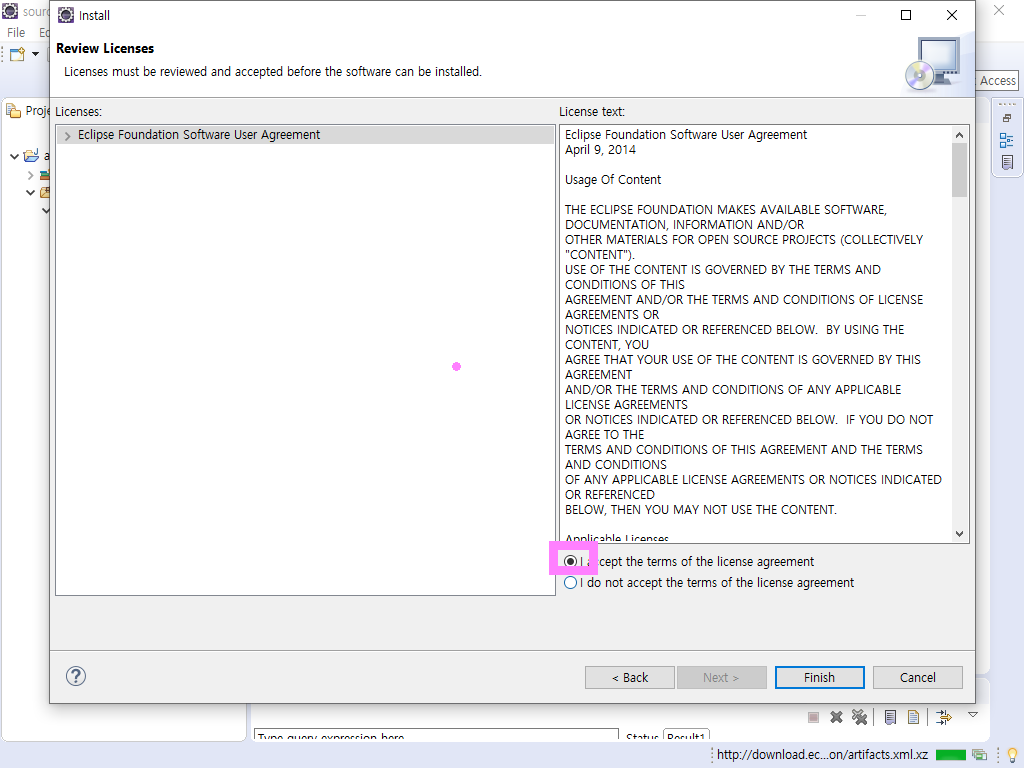 Install
File
Review Licenses
Licenses must be reviewed and accepted before the software can be installed.
Access
Licenses:
License text:
Eclipse Foundation Software User Agreement
Eclipse Foundation Software User Agreement
April 9, 2014
Usage Of Content
THE ECLIPSE FOUNDATION MAKES AVAILABLE SOFTWARE,
DOCUMENTATION, INFORMATION AND/OR
OTHER MATERIALS FOR OPEN SOURCE PROJECTS (COLLECTIVELY
"CONTENT").
USE OF THE CONTENT IS GOVERNED BY THE TERMS AND
CONDITIONS OF THIS
AGREEMENT AND/OR THE TERMS AND CONDITIONS OF LICENSE
AGREEMENTS OR
NOTICES INDICATED OR REFERENCED BELOW.  BY USING THE
CONTENT, YOU
AGREE THAT YOUR USE OF THE CONTENT IS GOVERNED BY THIS
AGREEMENT
AND/OR THE TERMS AND CONDITIONS OF ANY APPLICABLE
LICENSE AGREEMENTS
OR NOTICES INDICATED OR REFERENCED BELOW.  IF YOU DO NOT
AGREE TO THE
TERMS AND CONDITIONS OF THIS AGREEMENT AND THE TERMS
AND CONDITIONS
OF ANY APPLICABLE LICENSE AGREEMENTS OR NOTICES INDICATED
OR REFERENCED
BELOW, THEN YOU MAY NOT USE THE CONTENT.
Applicable Licenses
I accept the terms of the license agreement
I do not accept the terms of the license agreement
< Back
Next >
Finish
Cancel
Type query expression here
Status
Result1
http://download.ec...on/artifacts.xml.xz